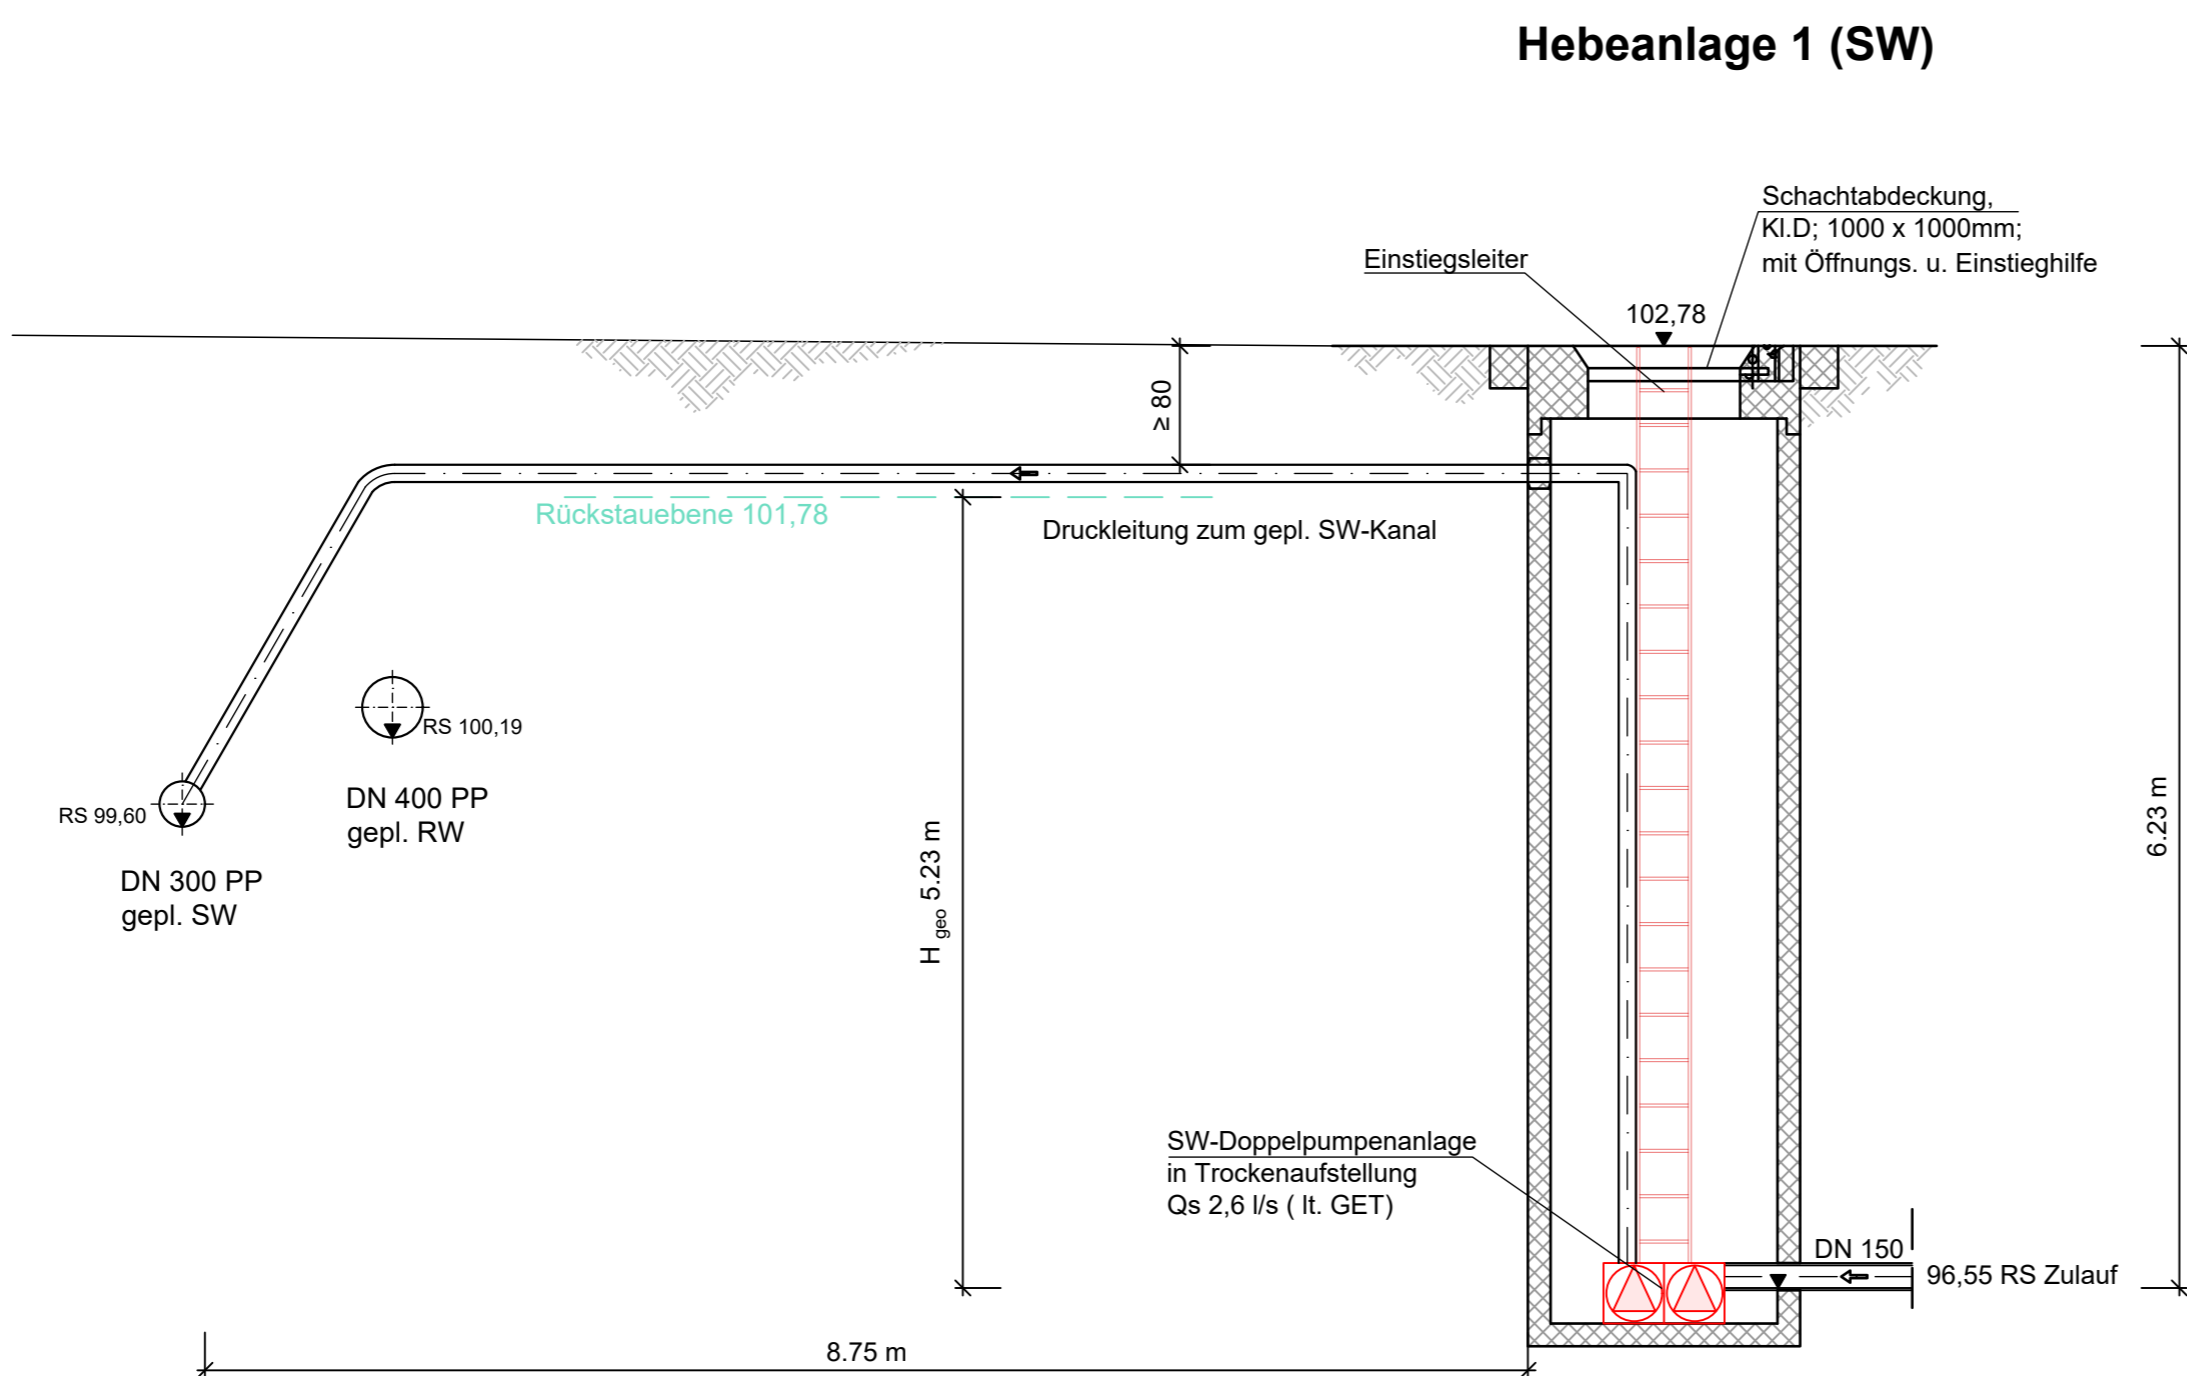 Hebeanlage 1 (SW)
Schachtabdeckung,
Kl.D; 1000 x 1000mm;
mit Öffnungs. u. Einstieghilfe
Einstiegsleiter
102,78
≥ 80
Rückstauebene 101,78
Druckleitung zum gepl. SW-Kanal
RS 100,19
DN 400 PP
gepl. RW
RS 99,60
DN 300 PP
gepl. SW
H geo 5.23 m
6.23 m
SW-Doppelpumpenanlage
in Trockenaufstellung
Qs 2,6 l/s ( lt. GET)
DN 150
96,55 RS Zulauf
8.75 m